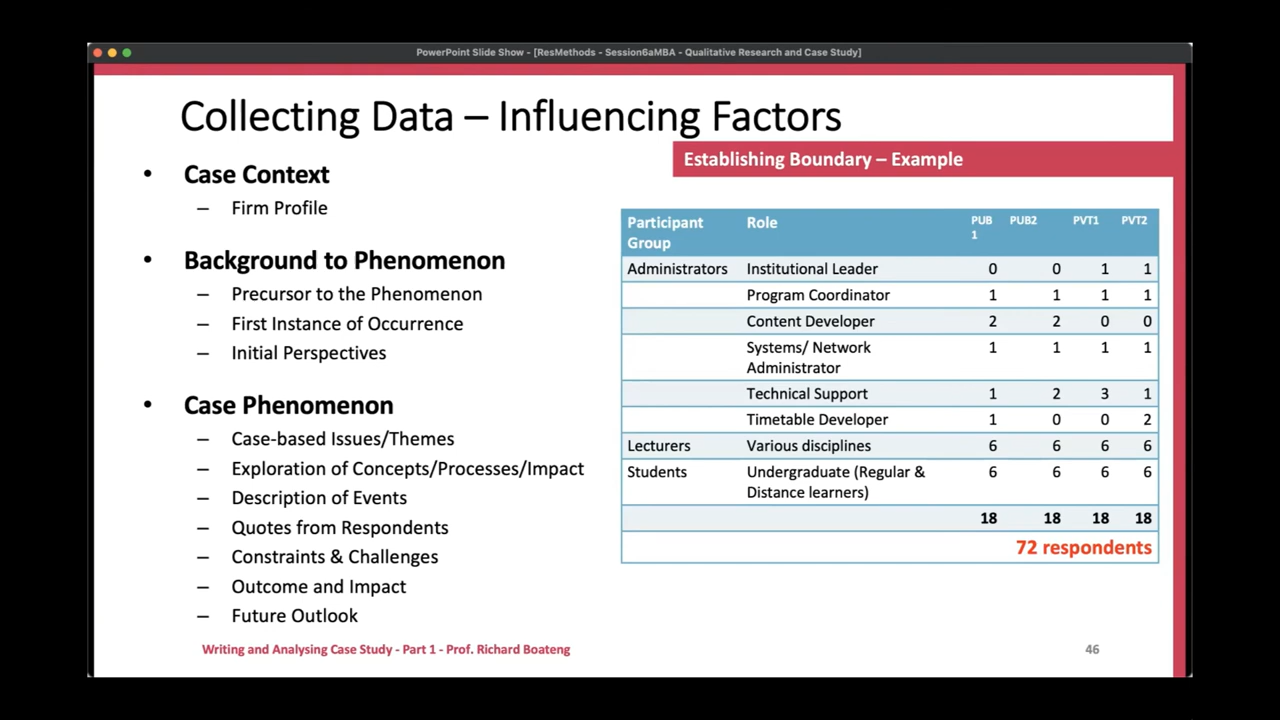 PowerPoint Slide Show - [ResMethods - Session6aMBA - Qualitative Research and Case Study]
Collecting Data – Influencing Factors
Establishing Boundary – Example
• Case Context
– Firm Profile
• Background to Phenomenon
– Precursor to the Phenomenon
– First Instance of Occurrence
– Initial Perspectives
• Case Phenomenon
– Case-based Issues/Themes
– Exploration of Concepts/Processes/Impact
– Description of Events
– Quotes from Respondents
– Constraints & Challenges
– Outcome and Impact
– Future Outlook
Participant Group Role PUB 1 PUB2 PVT1 PVT2
Administrators Institutional Leader 0 0 1 1
Program Coordinator 1 1 1 1
Content Developer 2 2 0 0
Systems/ Network Administrator 1 1 1 1
Technical Support 1 2 3 1
Timetable Developer 1 0 0 2
Lecturers Various disciplines 6 6 6 6
Students Undergraduate (Regular & Distance learners) 6 6 6 6
18 18 18 18
72 respondents
Writing and Analysing Case Study - Part 1 - Prof. Richard Boateng
46